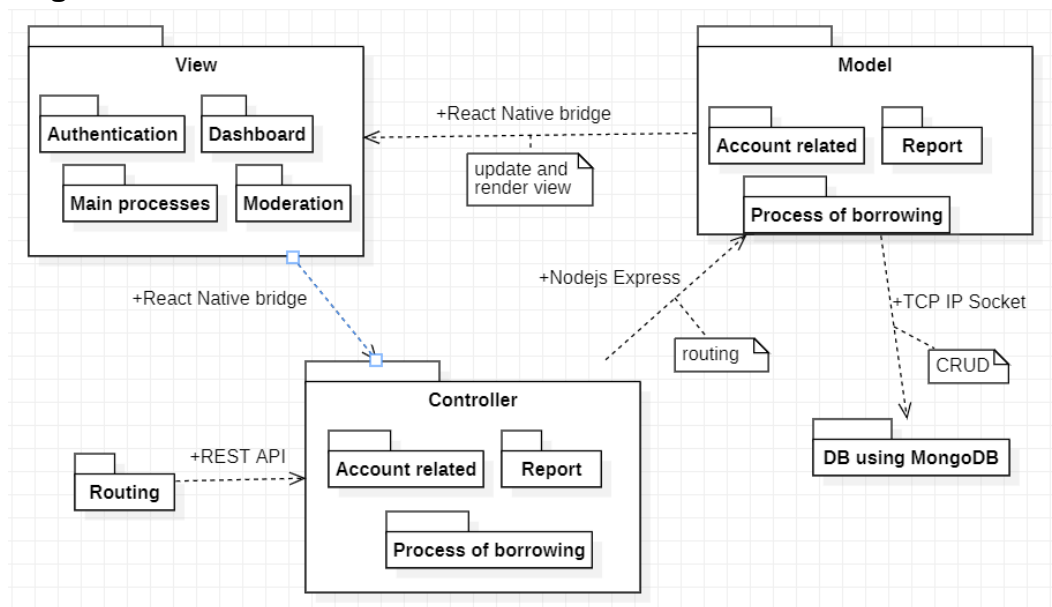 View
Authentication
Dashboard
Main processes
Moderation
+React Native bridge
update and
render view
Model
Account related
Report
Process of borrowing
+React Native bridge
+Nodejs Express
routing
+TCP IP Socket
CRUD
Controller
Account related
Report
Process of borrowing
+REST API
Routing
DB using MongoDB